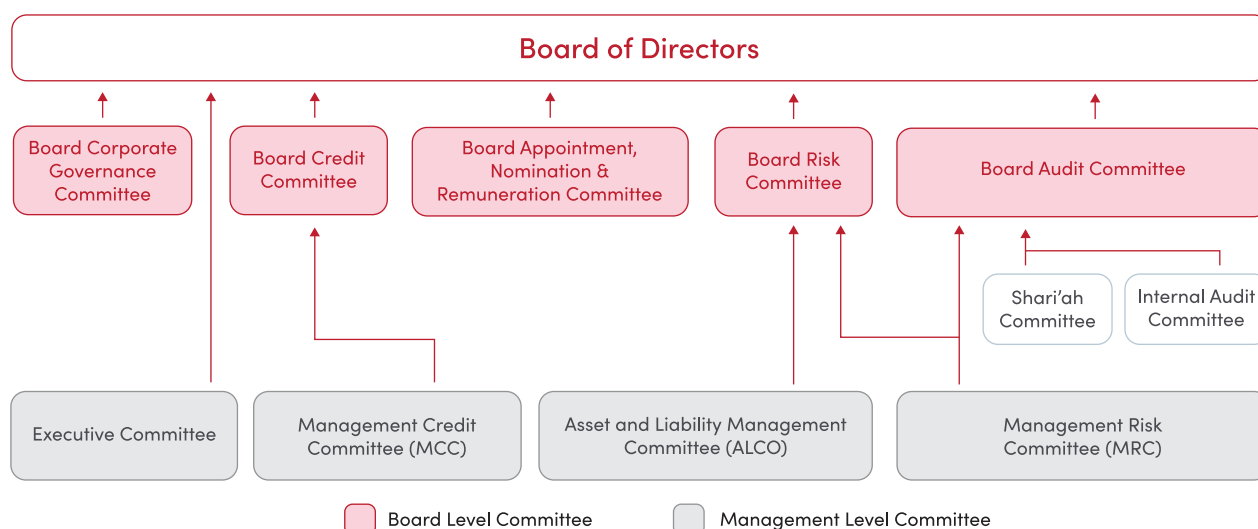 Board of Directors
Board Corporate
Governance
Committee
Board Credit
Committee
Board Appointment,
Nomination &
Remuneration Committee
Board Risk
Committee
Board Audit Committee
Shari’ah
Committee
Internal Audit
Committee
Executive Committee
Management Credit
Committee (MCC)
Asset and Liability Management
Committee (ALCO)
Management Risk
Committee (MRC)
Board Level Committee
Management Level Committee